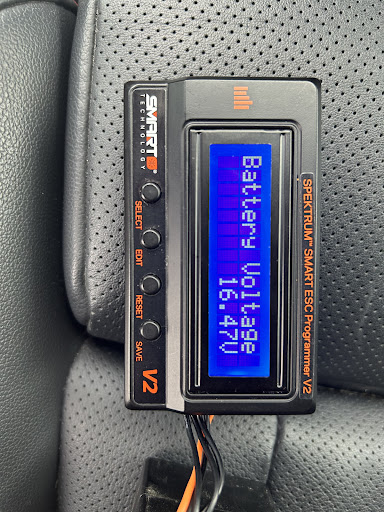 SPEKTRUM™ SMART ESC Programmer V2
Battery Voltage
16.47V
SMART
TECHNOLOGY
SELECT
EDIT
RESET
SAVE
V2